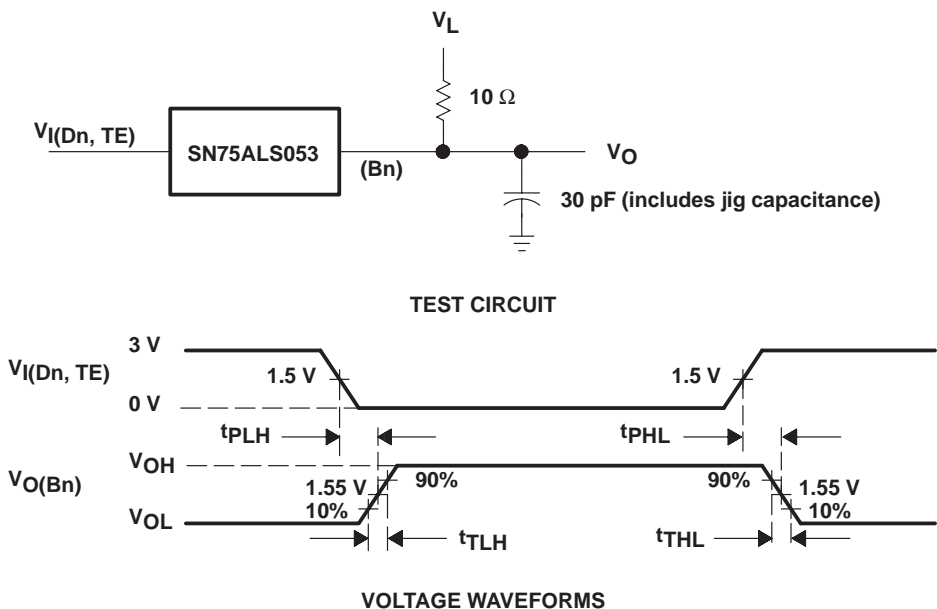 VL
10 Ω
VI(Dn, TE)
SN75ALS053
(Bn)
VO
30 pF (includes jig capacitance)
TEST CIRCUIT
3 V
VI(Dn, TE)
1.5 V
1.5 V
0 V
tPLH
tPHL
VOH
VO(Bn)
90%
90%
1.55 V
1.55 V
10%
10%
VOL
tTLH
tTHL
VOLTAGE WAVEFORMS